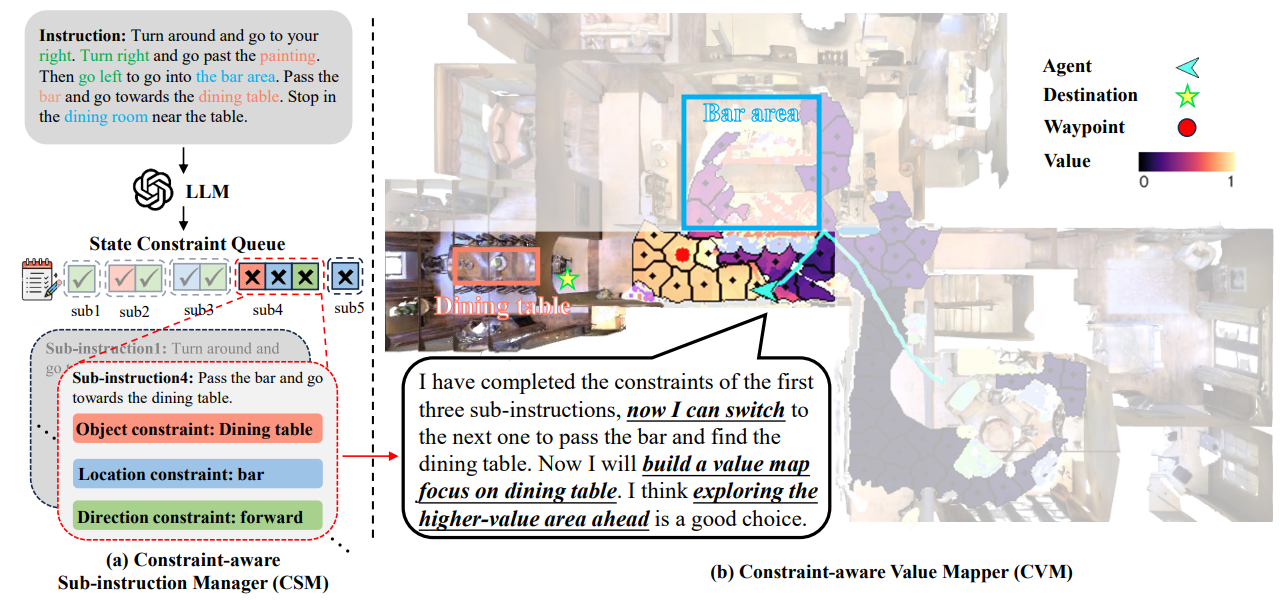 Instruction: Turn around and go to your
right. Turn right and go past the painting.
Then go left to go into the bar area. Pass the
bar and go towards the dining table. Stop in
the dining room near the table.
LLM
State Constraint Queue
sub1
sub2
sub3
sub4
sub5
Sub-instruction1: Turn around and
go
Sub-instruction4: Pass the bar and go
towards the dining table.
Object constraint: Dining table
Location constraint: bar
Direction constraint: forward
(a) Constraint-aware
Sub-instruction Manager (CSM)
Bar area
Dining table
Agent
Destination
Waypoint
Value
0
1
I have completed the constraints of the first
three sub-instructions, now I can switch to
the next one to pass the bar and find the
dining table. Now I will build a value map
focus on dining table. I think exploring the
higher-value area ahead is a good choice.
(b) Constraint-aware Value Mapper (CVM)